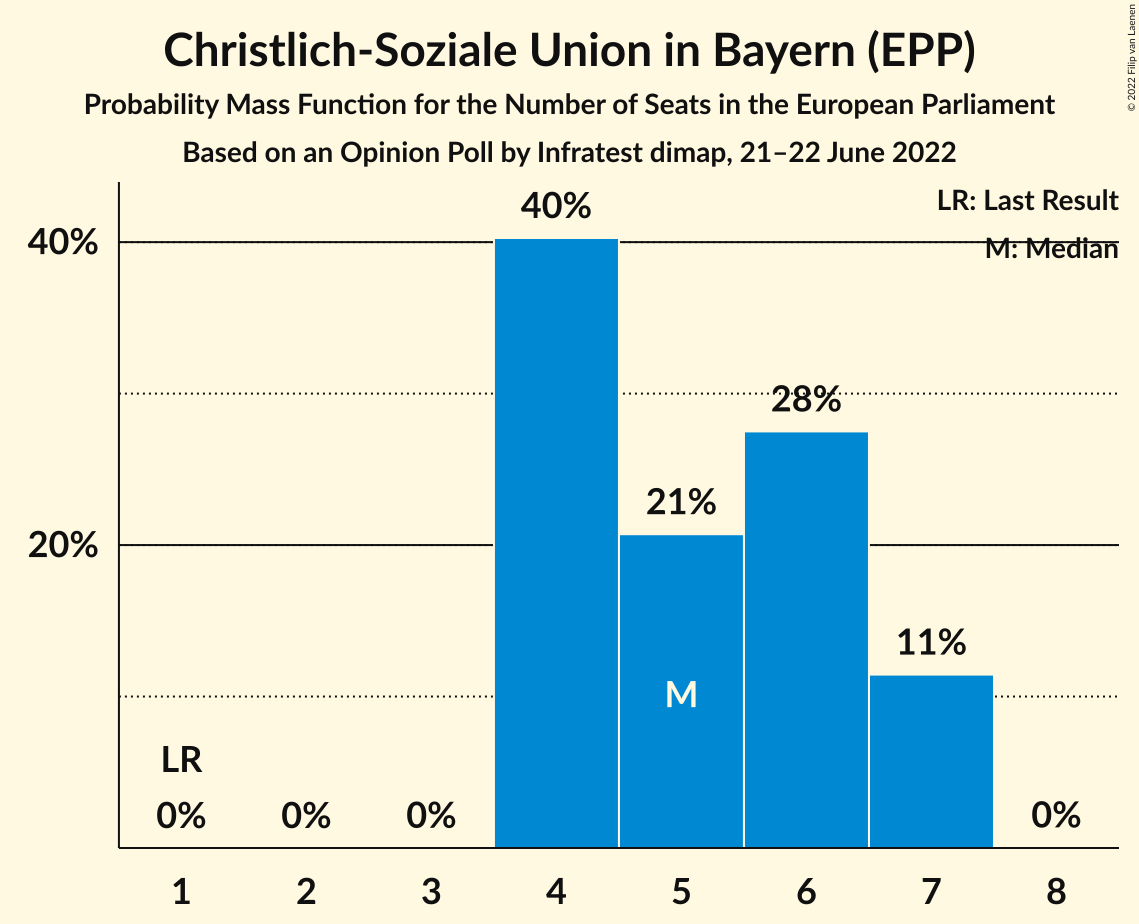 Christlich-Soziale Union in Bayern (EPP)
Probability Mass Function for the Number of Seats in the European Parliament
Based on an Opinion Poll by Infratest dimap, 21–22 June 2022
© 2022 Filip van Laenen
LR: Last Result
M: Median
40%
20%
40%
28%
21%
11%
M
LR
0%
0%
0%
0%
1 2 3 4 5 6 7 8